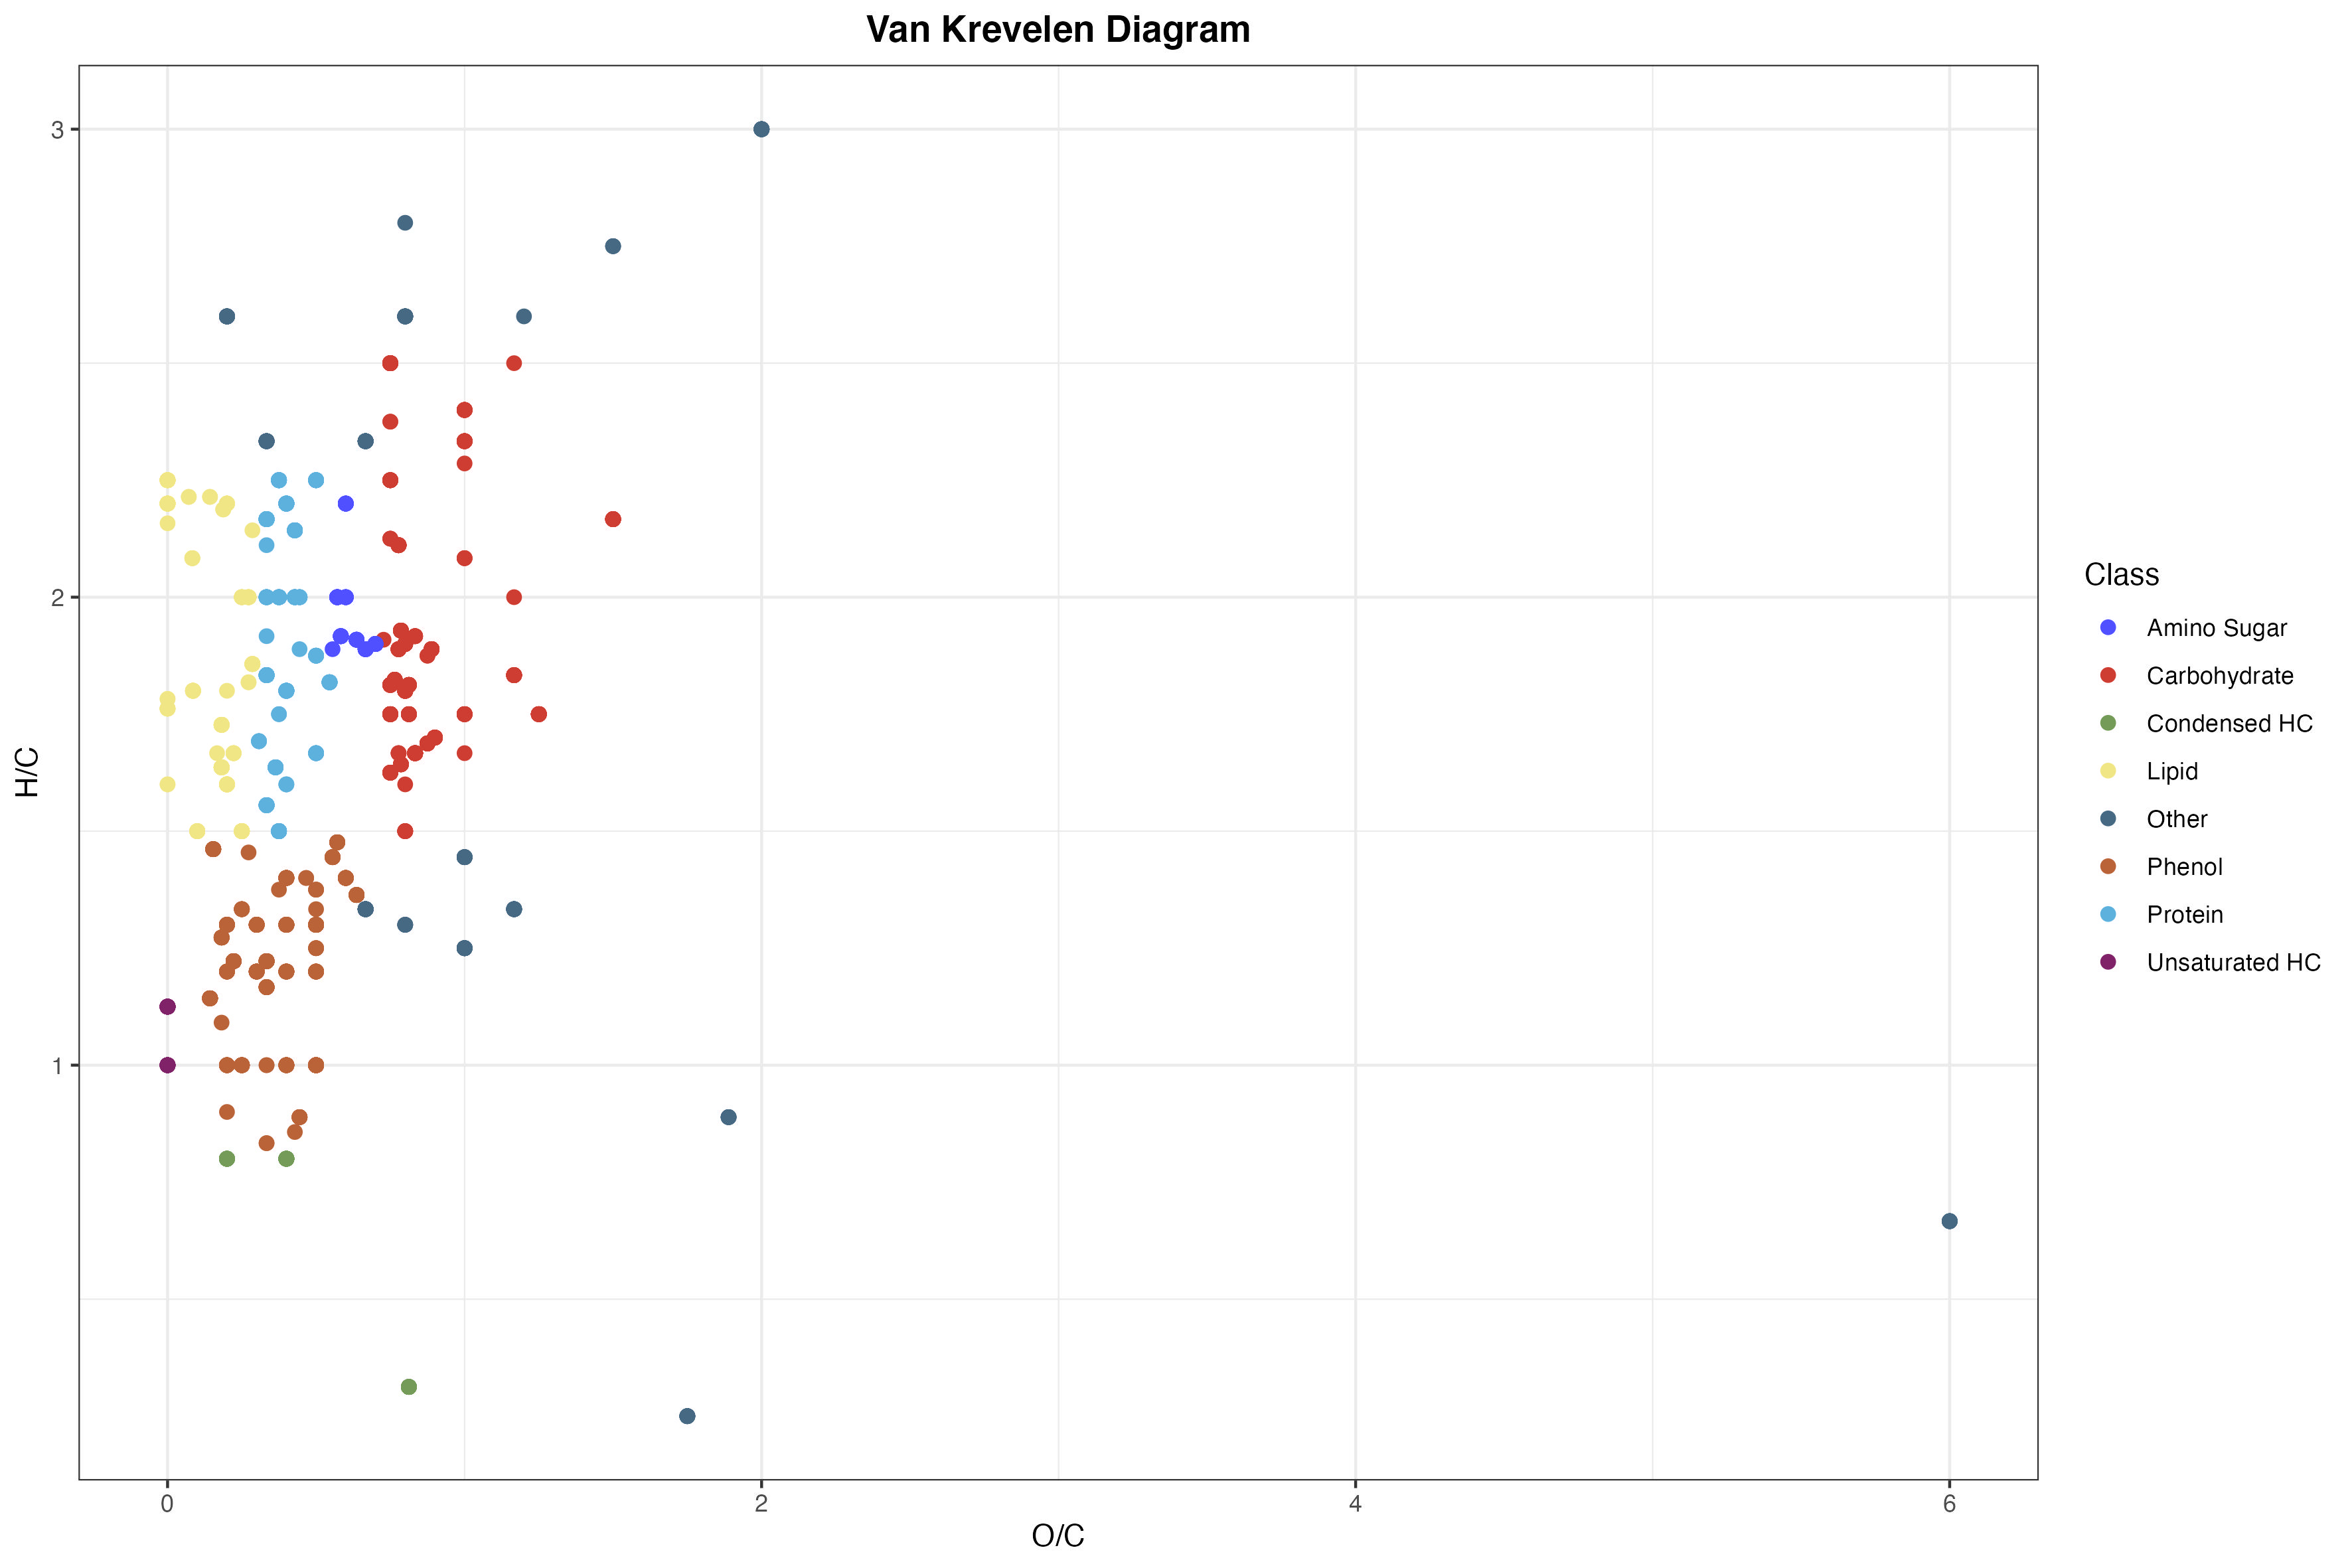 Van Krevelen Diagram
3
2
1
H/C
0
2
4
6
O/C
Class
Amino Sugar
Carbohydrate
Condensed HC
Lipid
Other
Phenol
Protein
Unsaturated HC